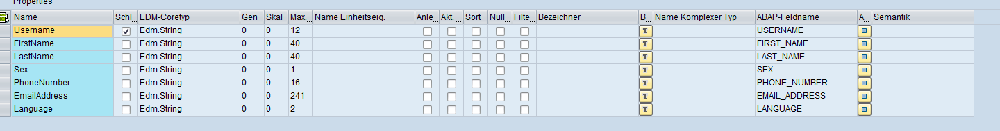 Properties
Name Schl... EDM-Coretyp Gen... Skal... Max... Name Einheitseig. Anle... Akt. ... Sort... Null... Filte... Bezeichner B... Name Komplexer Typ ABAP-Feldname A... Semantik
Username Edm.String 0 0 12 T USERNAME
FirstName Edm.String 0 0 40 T FIRST_NAME
LastName Edm.String 0 0 40 T LAST_NAME
Sex Edm.String 0 0 1 T SEX
PhoneNumber Edm.String 0 0 16 T PHONE_NUMBER
EmailAddress Edm.String 0 0 241 T EMAIL_ADDRESS
Language Edm.String 0 0 2 T LANGUAGE